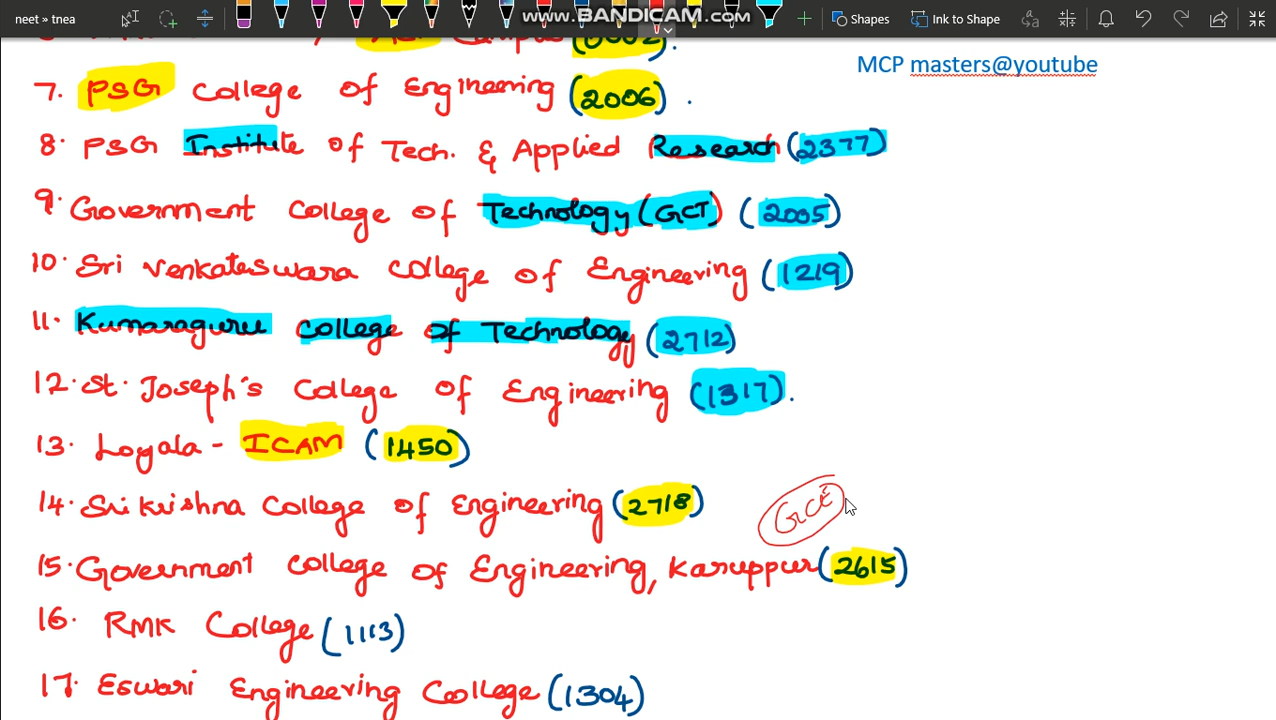 neet » tnea
www.BANDICAM.com
Shapes
Ink to Shape
MCP masters@youtube
7. PSG College of Engineering (2006).
8. PSG Institute of Tech. & Applied Research (2377)
9. Government College of Technology (GCT) (2005)
10. Sri Venkateswara College of Engineering (1219)
11. Kumaraguru College of Technology (2712)
12. St. Joseph's College of Engineering (1317).
13. Loyala - ICAM (1450)
14. Sri Krishna College of Engineering (2718)
GCE
15. Government College of Engineering, Karuppur (2615)
16. RMK College (1113)
17. Eswari Engineering College (1304)